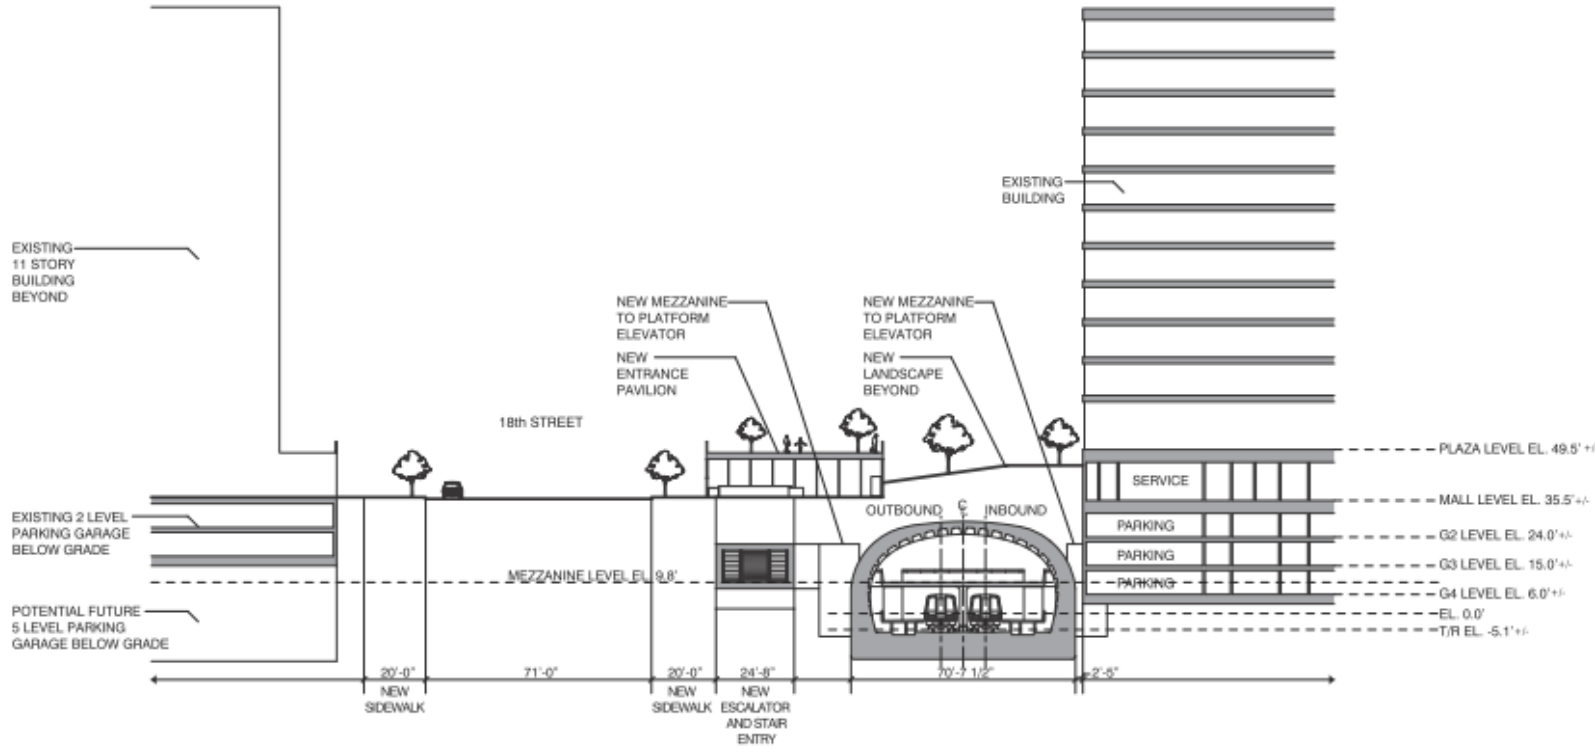 EXISTING
BUILDING
EXISTING
11 STORY
BUILDING
BEYOND
NEW MEZZANINE
TO PLATFORM
ELEVATOR
NEW
ENTRANCE
PAVILION
NEW MEZZANINE
TO PLATFORM
ELEVATOR
NEW
LANDSCAPE
BEYOND
18th STREET
PLAZA LEVEL EL. 49.5' +/-
SERVICE
MALL LEVEL EL. 35.5'+/-
OUTBOUND
INBOUND
EXISTING 2 LEVEL
PARKING GARAGE
BELOW GRADE
PARKING
G2 LEVEL EL. 24.0'+/-
PARKING
G3 LEVEL EL. 15.0'+/-
MEZZANINE LEVEL EL. 9.8'
PARKING
G4 LEVEL EL. 6.0'+/-
POTENTIAL FUTURE
5 LEVEL PARKING
GARAGE BELOW GRADE
EL. 0.0'
T/R EL. -5.1'+/-
20'-0"
71'-0"
20'-0"
24'-8"
70'-7 1/2"
2'-5"
NEW
SIDEWALK
NEW
SIDEWALK
NEW
ESCALATOR
AND STAIR
ENTRY